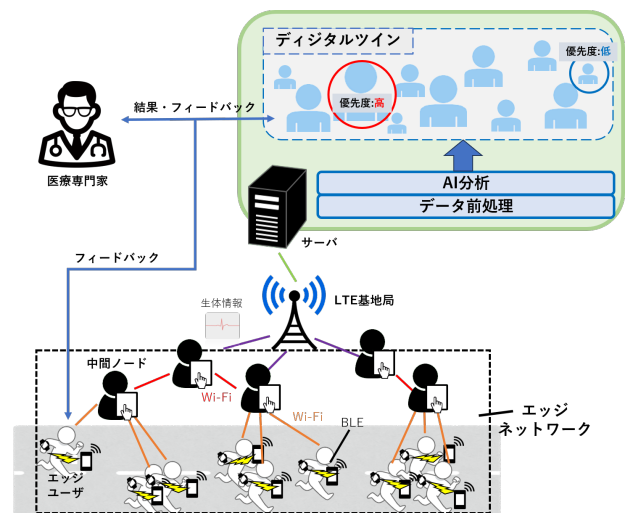 ディジタルツイン
優先度:低
優先度:高
結果・フィードバック
医療専門家
AI分析
データ前処理
サーバ
フィードバック
生体情報
LTE基地局
中間ノード
Wi-Fi
Wi-Fi
BLE
エッジ
ネットワーク
エッジ
ユーザ